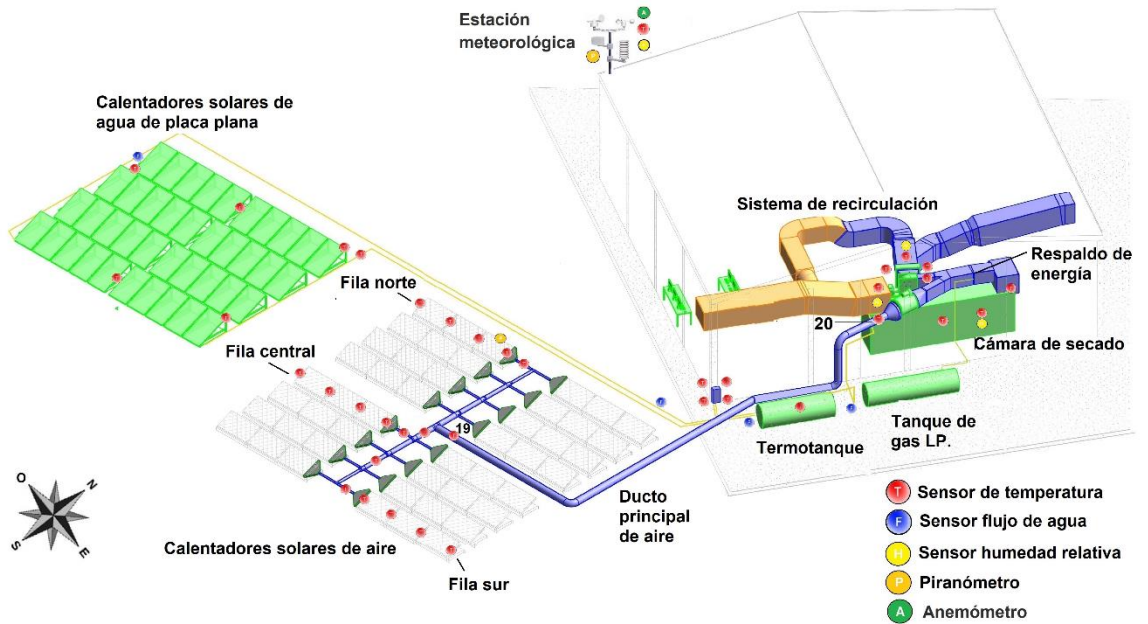 Estación
meteorológica
A
T
P
Calentadores solares de
agua de placa plana
Sistema de recirculación
Respaldo de
energía
Fila norte
20
Cámara de secado
Fila central
19
Tanque de
gas LP.
Termotanque
Ducto
principal
de aire
Calentadores solares de aire
Fila sur
O
N
S
E
T Sensor de temperatura
F Sensor flujo de agua
H Sensor humedad relativa
P Piranómetro
A Anemómetro